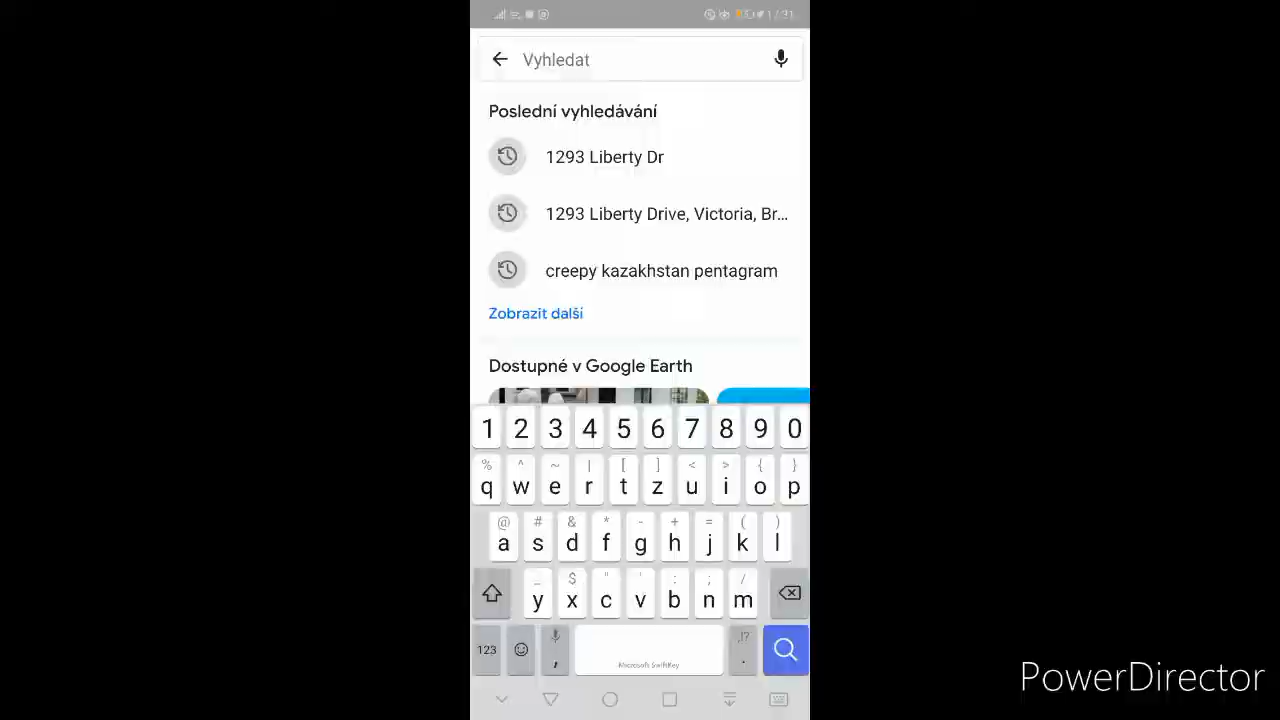 Vyhledat
Poslední vyhledávání
1293 Liberty Dr
1293 Liberty Drive, Victoria, Br...
creepy kazakhstan pentagram
Zobrazit další
Dostupné v Google Earth
1 2 3 4 5 6 7 8 9 0
% ^ ~ | [ ] < > { }
q w e r t z u i o p
@ # & * - + = ( )
a s d f g h j k l
_ $ " ' : ; /
y x c v b n m
,!?
123 , .
Microsoft SwiftKey
PowerDirector